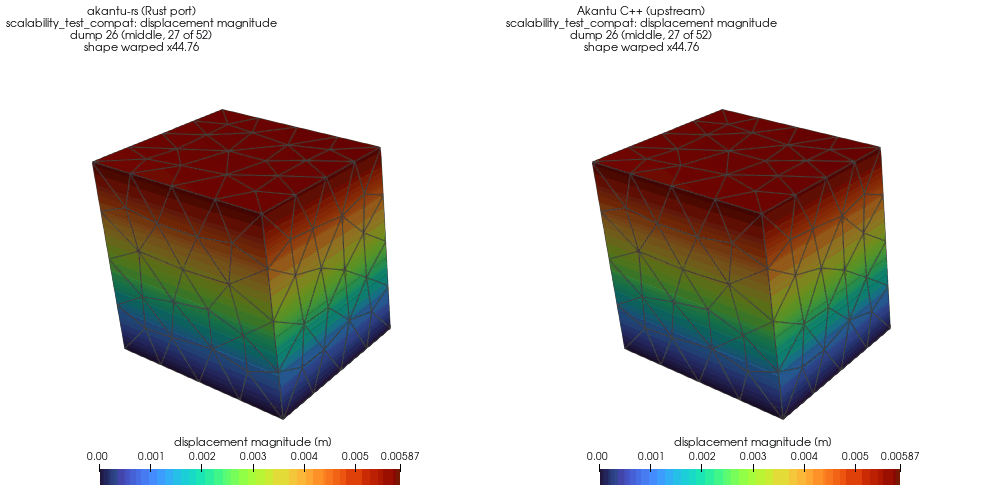 akantu-rs (Rust port)
scalability_test_compat: displacement magnitude
dump 26 (middle, 27 of 52)
shape warped x44.76
displacement magnitude (m)
0.00 0.001 0.002 0.003 0.004 0.005 0.00587
Akantu C++ (upstream)
scalability_test_compat: displacement magnitude
dump 26 (middle, 27 of 52)
shape warped x44.76
displacement magnitude (m)
0.00 0.001 0.002 0.003 0.004 0.005 0.00587